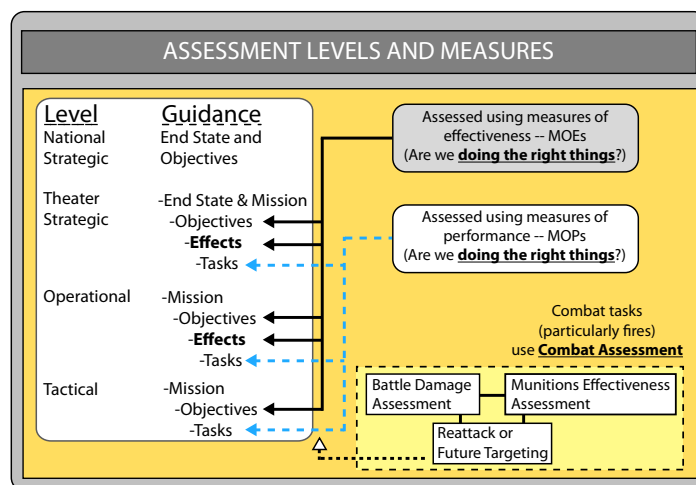 ASSESSMENT LEVELS AND MEASURES
Level Guidance
National End State and
Strategic Objectives
Theater -End State & Mission
Strategic -Objectives
-Effects
-Tasks
Operational -Mission
-Objectives
-Effects
-Tasks
Tactical -Mission
-Objectives
-Tasks
Assessed using measures of
effectiveness -- MOEs
(Are we doing the right things?)
Assessed using measures of
performance -- MOPs
(Are we doing the right things?)
Combat tasks
(particularly fires)
use Combat Assessment
Battle Damage
Assessment
Munitions Effectiveness
Assessment
Reattack or
Future Targeting